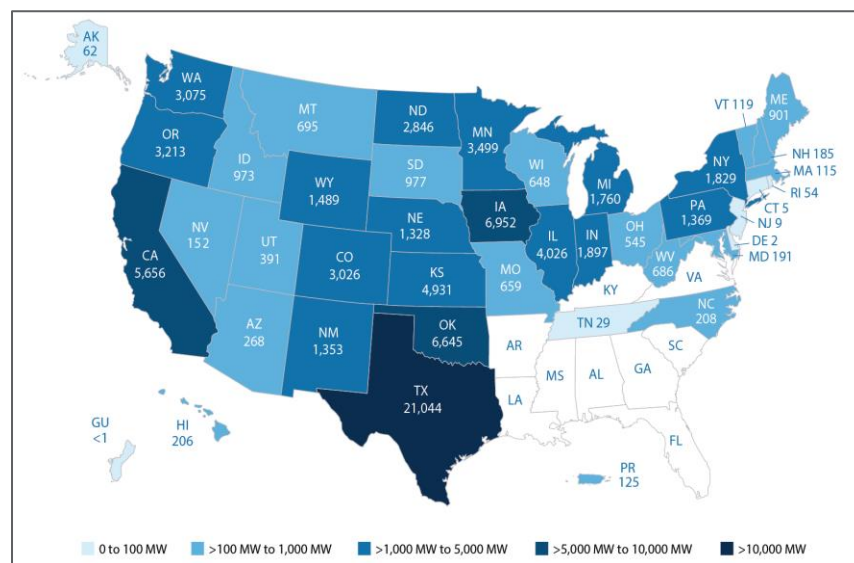 AK
62
WA
3,075
MT
695
ND
2,846
MN
3,499
VT 119
ME
901
OR
3,213
ID
973
SD
977
WI
648
NY
1,829
NH 185
MA 115
RI 54
CT 5
NJ 9
DE 2
MD 191
WY
1,489
MI
1,760
PA
1,369
IA
6,952
NE
1,328
NV
152
UT
391
CA
5,656
CO
3,026
IL
4,026
IN
1,897
OH
545
WV
686
VA
KS
4,931
MO
659
KY
NC
208
TN 29
AZ
268
NM
1,353
OK
6,645
AR
SC
MS
AL
GA
TX
21,044
LA
FL
GU
<1
HI
206
PR
125
0 to 100 MW >100 MW to 1,000 MW >1,000 MW to 5,000 MW >5,000 MW to 10,000 MW >10,000 MW